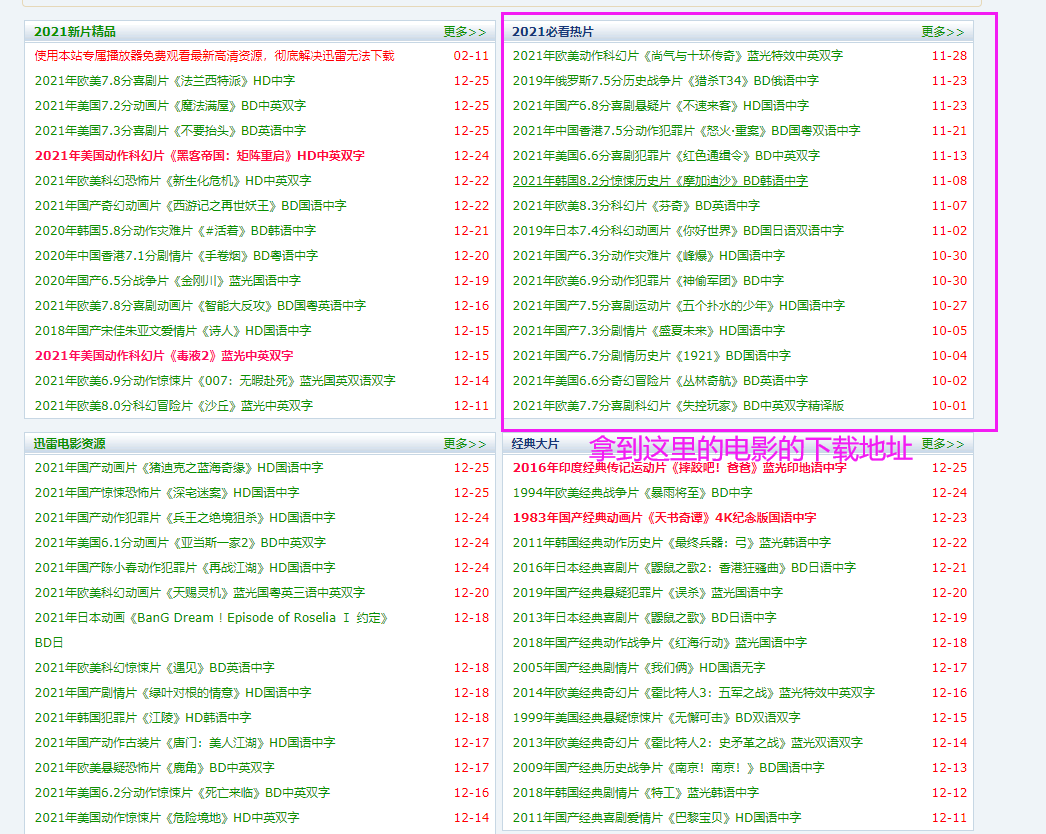 2021新片精品 更多>>
使用本站专属播放器免费观看最新高清资源，彻底解决迅雷无法下载 02-11
2021年欧美7.8分喜剧片《法兰西特派》HD中字 12-25
2021年美国7.2分动画片《魔法满屋》BD中英双字 12-25
2021年美国7.3分喜剧片《不要抬头》BD英语中字 12-25
2021年美国动作科幻片《黑客帝国：矩阵重启》HD中英双字 12-24
2021年欧美科幻恐怖片《新生化危机》HD中英双字 12-22
2021年国产奇幻动画片《西游记之再世妖王》BD国语中字 12-22
2020年韩国5.8分动作灾难片《#活着》BD韩语中字 12-21
2020年中国香港7.1分剧情片《手卷烟》BD粤语中字 12-20
2020年国产6.5分战争片《金刚川》蓝光国语中字 12-19
2021年欧美7.8分喜剧动画片《智能大反攻》BD国粤英语中字 12-16
2018年国产宋佳朱亚文爱情片《诗人》HD国语中字 12-15
2021年美国动作科幻片《毒液2》蓝光中英双字 12-15
2021年欧美6.9分动作惊悚片《007：无暇赴死》蓝光国英双语双字 12-14
2021年欧美8.0分科幻冒险片《沙丘》蓝光中英双字 12-11
2021必看热片 更多>>
2021年欧美动作科幻片《尚气与十环传奇》蓝光特效中英双字 11-28
2019年俄罗斯7.5分历史战争片《猎杀T34》BD俄语中字 11-23
2021年国产6.8分喜剧悬疑片《不速来客》HD国语中字 11-23
2021年中国香港7.5分动作犯罪片《怒火·重案》BD国粤双语中字 11-21
2021年美国6.6分喜剧犯罪片《红色通缉令》BD中英双字 11-13
2021年韩国8.2分惊悚历史片《摩加迪沙》BD韩语中字 11-08
2021年欧美8.3分科幻片《芬奇》BD英语中字 11-07
2019年日本7.4分科幻动画片《你好世界》BD国日语双语中字 11-02
2021年国产6.3分动作灾难片《峰爆》HD国语中字 10-30
2021年欧美6.9分动作犯罪片《神偷军团》BD中字 10-30
2021年国产7.5分喜剧运动片《五个扑水的少年》HD国语中字 10-27
2021年国产7.3分剧情片《盛夏未来》HD国语中字 10-05
2021年国产6.7分剧情历史片《1921》BD国语中字 10-04
2021年美国6.6分奇幻冒险片《丛林奇航》BD英语中字 10-02
2021年欧美7.7分喜剧科幻片《失控玩家》BD中英双字精译版 10-01
迅雷电影资源 更多>>
2021年国产动画片《猪迪克之蓝海奇缘》HD国语中字 12-25
2021年国产惊悚恐怖片《深宅迷案》HD国语中字 12-25
2021年国产动作犯罪片《兵王之绝境狙杀》HD国语中字 12-24
2021年美国6.1分动画片《亚当斯一家2》BD中英双字 12-24
2021年国产陈小春动作犯罪片《再战江湖》HD国语中字 12-24
2021年欧美科幻动画片《天赐灵机》蓝光国粤英三语中英双字 12-20
2021年日本动画《BanG Dream！Episode of Roselia Ⅰ 约定》 12-18
BD日
2021年欧美科幻惊悚片《遇见》BD英语中字 12-18
2021年国产剧情片《绿叶对根的情意》HD国语中字 12-18
2021年韩国犯罪片《江陵》HD韩语中字 12-18
2021年国产动作古装片《唐门：美人江湖》HD国语中字 12-17
2021年欧美悬疑恐怖片《鹿角》BD中英双字 12-17
2021年美国6.2分动作惊悚片《死亡来临》BD中英双字 12-16
2021年美国动作惊悚片《危险境地》HD中英双字 12-14
经典大片 更多>>
拿到这里的电影的下载地址
2016年印度经典传记运动片《摔跤吧！爸爸》蓝光印地语中字 12-25
1994年欧美经典战争片《暴雨将至》BD中字 12-24
1983年国产经典动画片《天书奇谭》4K纪念版国语中字 12-23
2011年韩国经典动作历史片《最终兵器：弓》蓝光韩语中字 12-22
2016年日本经典喜剧片《鼹鼠之歌2：香港狂骚曲》BD日语中字 12-21
2019年国产经典悬疑犯罪片《误杀》蓝光国语中字 12-20
2013年日本经典喜剧片《鼹鼠之歌》BD日语中字 12-19
2018年国产经典动作战争片《红海行动》蓝光国语中字 12-18
2005年国产经典剧情片《我们俩》HD国语无字 12-17
2014年欧美经典奇幻片《霍比特人3：五军之战》蓝光特效中英双字 12-16
1999年美国经典悬疑惊悚片《无懈可击》BD双语双字 12-15
2013年欧美经典奇幻片《霍比特人2：史矛革之战》蓝光双语双字 12-14
2009年国产经典历史战争片《南京！南京！》BD国语中字 12-13
2018年韩国经典剧情片《特工》蓝光韩语中字 12-12
2011年国产经典喜剧爱情片《巴黎宝贝》HD国语中字 12-11